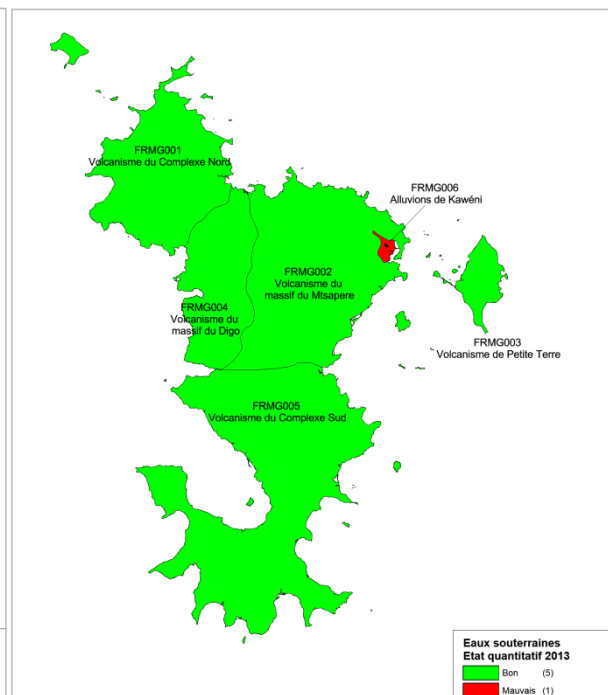 FRMG001
Volcanisme du Complexe Nord
FRMG006
Alluvions de Kawéni
FRMG002
Volcanisme du
massif du Mtsapere
FRMG004
Volcanisme du
massif du Digo
FRMG003
Volcanisme de Petite Terre
FRMG005
Volcanisme du Complexe Sud
Eaux souterraines
Etat quantitatif 2013
Bon (5)
Mauvais (1)